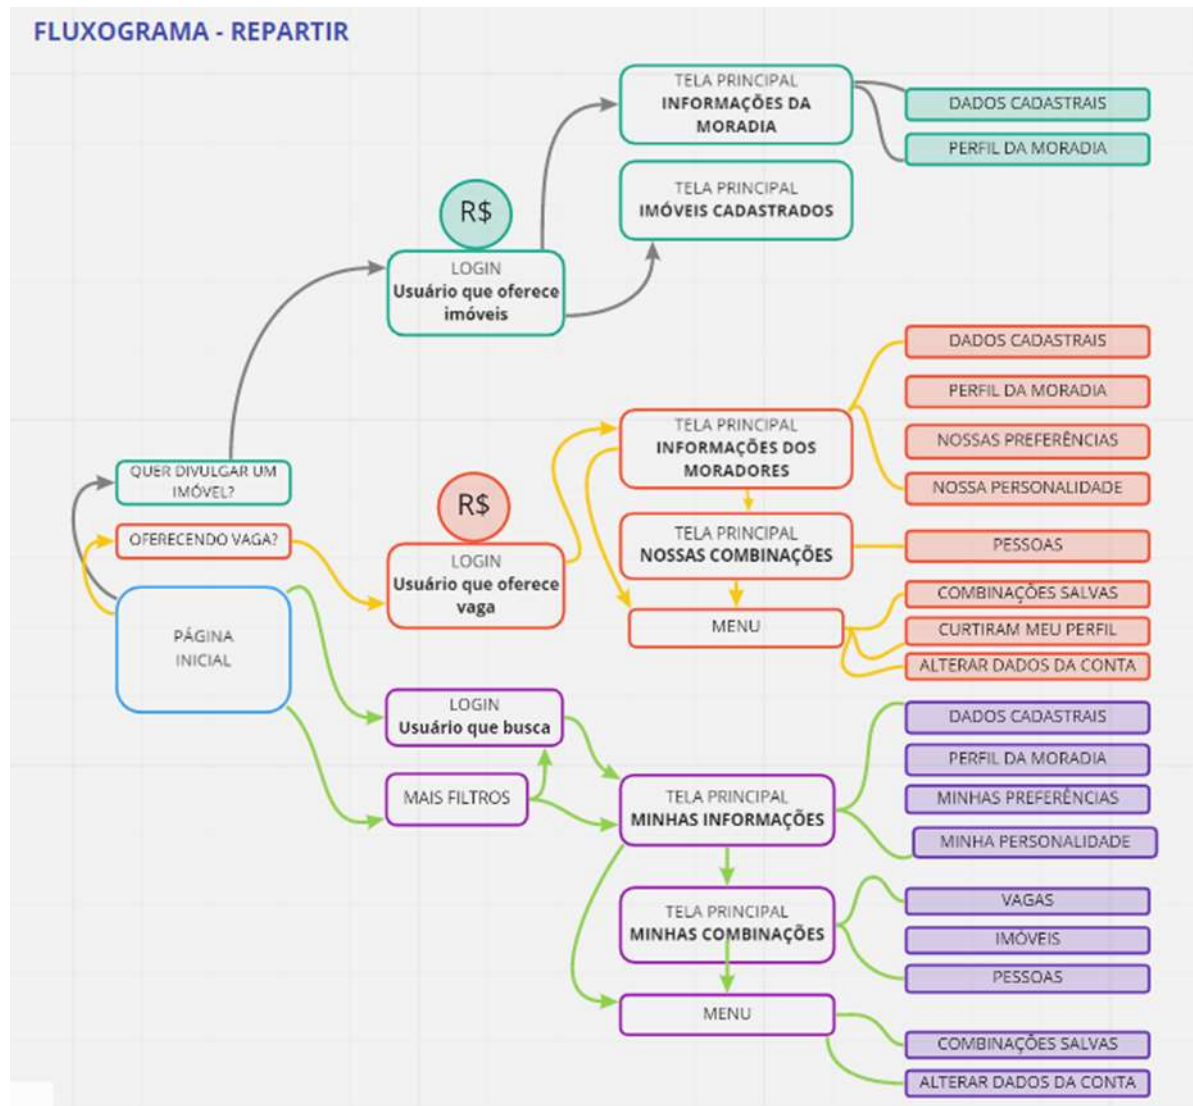 FLUXOGRAMA - REPARTIR
TELA PRINCIPAL
INFORMAÇÕES DA
MORADIA
DADOS CADASTRAIS
PERFIL DA MORADIA
TELA PRINCIPAL
IMÓVEIS CADASTRADOS
R$
LOGIN
Usuário que oferece
imóveis
QUER DIVULGAR UM
IMÓVEL?
OFERECENDO VAGA?
PÁGINA
INICIAL
R$
LOGIN
Usuário que oferece
vaga
TELA PRINCIPAL
INFORMAÇÕES DOS
MORADORES
DADOS CADASTRAIS
PERFIL DA MORADIA
NOSSAS PREFERÊNCIAS
NOSSA PERSONALIDADE
TELA PRINCIPAL
NOSSAS COMBINAÇÕES
PESSOAS
MENU
COMBINAÇÕES SALVAS
CURTIRAM MEU PERFIL
ALTERAR DADOS DA CONTA
LOGIN
Usuário que busca
MAIS FILTROS
TELA PRINCIPAL
MINHAS INFORMAÇÕES
DADOS CADASTRAIS
PERFIL DA MORADIA
MINHAS PREFERÊNCIAS
MINHA PERSONALIDADE
TELA PRINCIPAL
MINHAS COMBINAÇÕES
VAGAS
IMÓVEIS
PESSOAS
MENU
COMBINAÇÕES SALVAS
ALTERAR DADOS DA CONTA